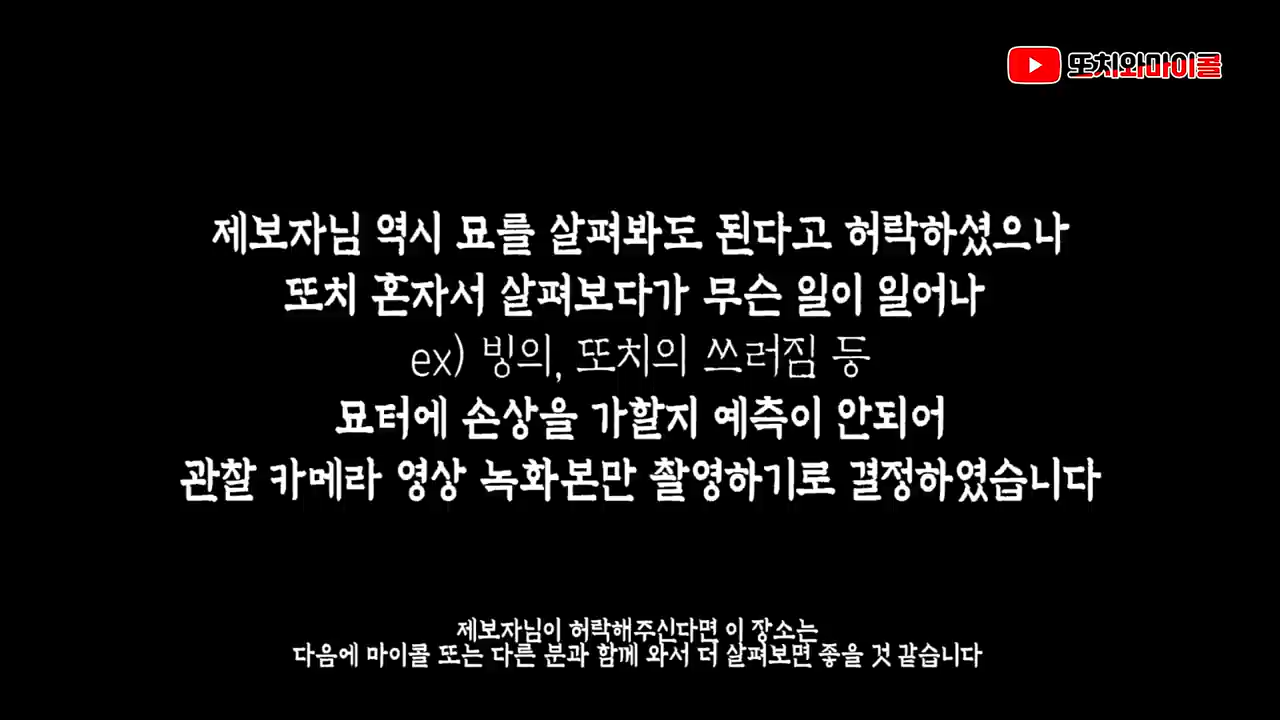 또치와마이콜
제보자님 역시 묘를 살펴봐도 된다고 허락하셨으나
또치 혼자서 살펴보다가 무슨 일이 일어나
ex) 빙의, 또치의 쓰러짐 등
묘터에 손상을 가할지 예측이 안되어
관찰 카메라 영상 녹화본만 촬영하기로 결정하였습니다
제보자님이 허락해주신다면 이 장소는
다음에 마이콜 또는 다른 분과 함께 와서 더 살펴보면 좋을 것 같습니다